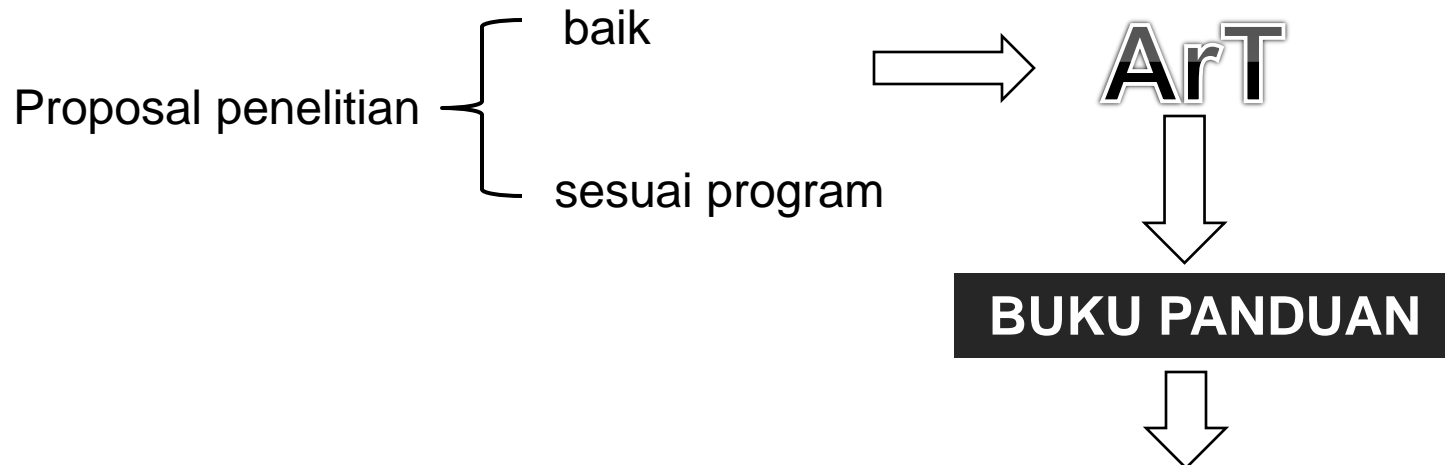 baik
Proposal penelitian
sesuai program
ArT
BUKU PANDUAN